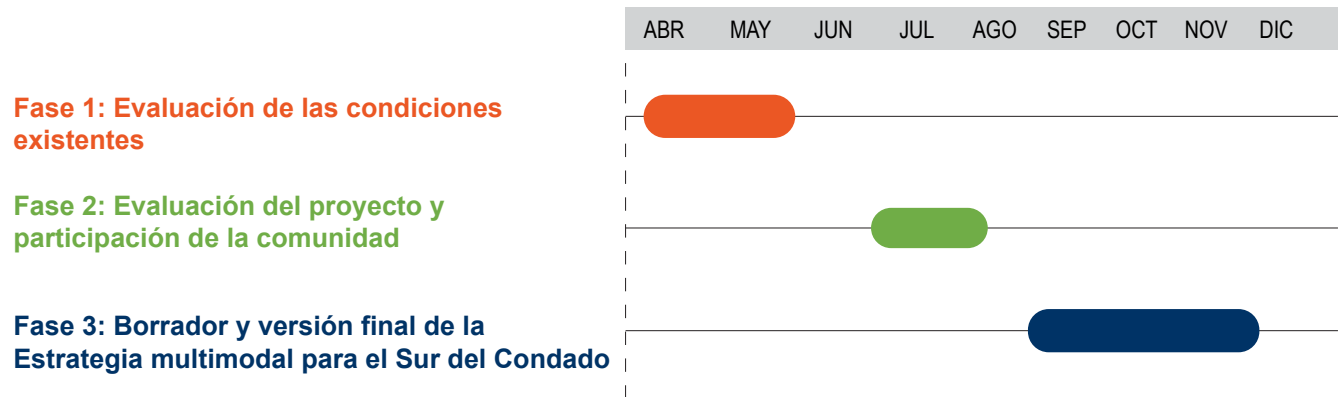 ABR MAY JUN JUL AGO SEP OCT NOV DIC
Fase 1: Evaluación de las condiciones
existentes
Fase 2: Evaluación del proyecto y
participación de la comunidad
Fase 3: Borrador y versión final de la
Estrategia multimodal para el Sur del Condado